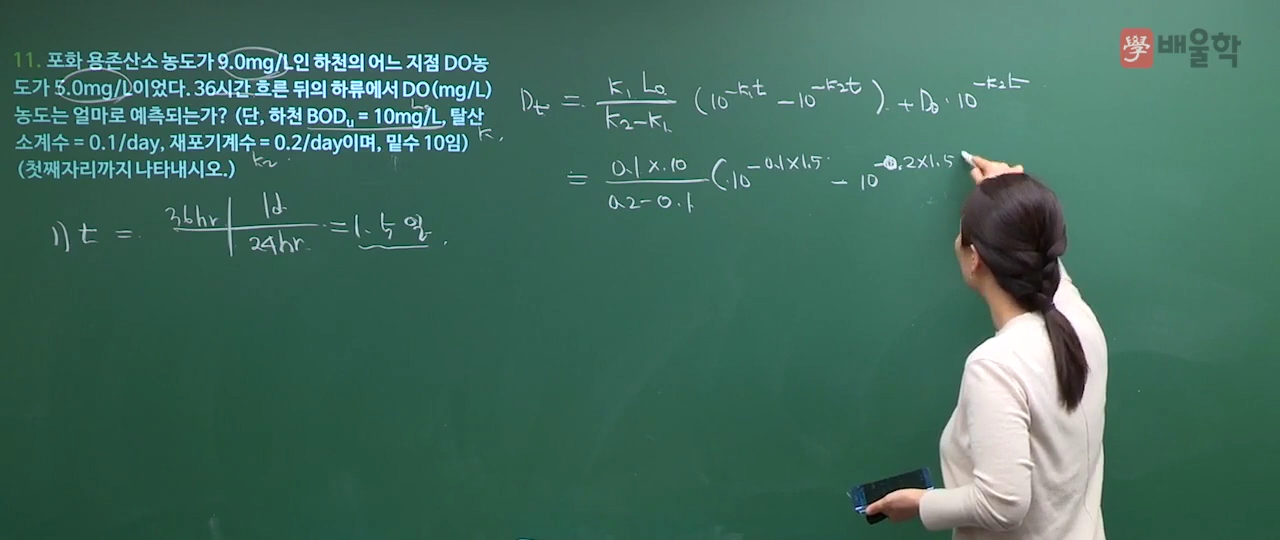 學 배울학
11. 포화 용존산소 농도가 9.0mg/L인 하천의 어느 지점 DO농
도가 5.0mg/L이었다. 36시간 흐른 뒤의 하류에서 DO(mg/L)
농도는 얼마로 예측되는가? (단, 하천 BODu = 10mg/L, 탈산
소계수 = 0.1/day, 재포기계수 = 0.2/day이며, 밑수 10임)
(첫째자리까지 나타내시오.)
L₀
K₁
K₂
1) t = 36hr | 1d / 24hr = 1.5일.
Dt = K₁L₀ / K₂-K₁ (10^-K₁t - 10^-K₂t) + D₀·10^-K₂t
= 0.1×10 / 0.2-0.1 (10^-0.1×1.5 - 10^-0.2×1.5